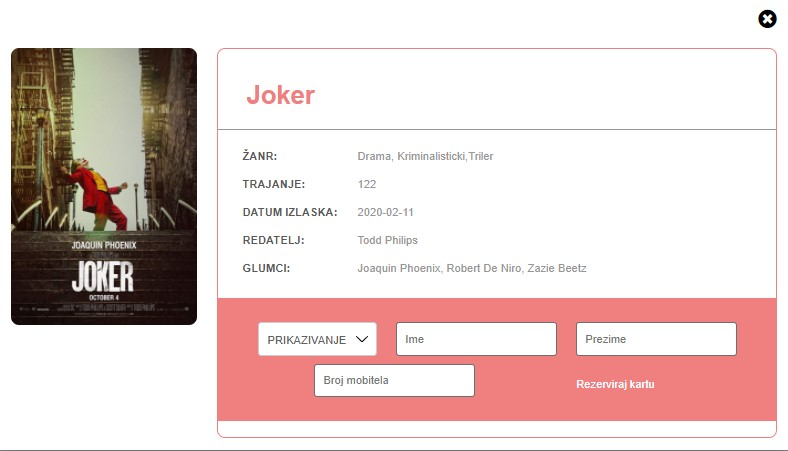 JOAQUIN PHOENIX
JOKER
OCTOBER 4
Joker
ŽANR: Drama, Kriminalisticki,Triler
TRAJANJE: 122
DATUM IZLASKA: 2020-02-11
REDATELJ: Todd Philips
GLUMCI: Joaquin Phoenix, Robert De Niro, Zazie Beetz
PRIKAZIVANJE Ime Prezime
Broj mobitela Rezerviraj kartu